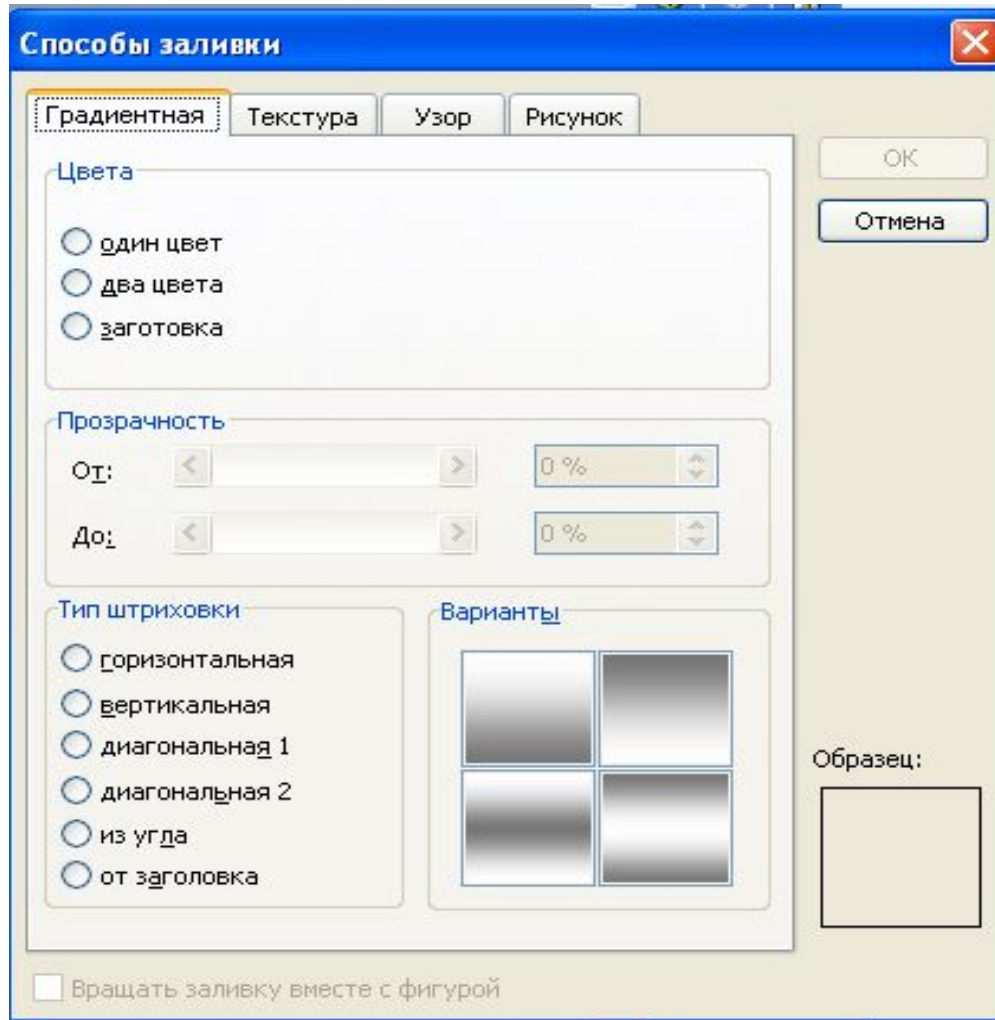 Способы заливки
Градиентная Текстура Узор Рисунок
ОК
Отмена
Цвета
один цвет
два цвета
заготовка
Прозрачность
От: 0 %
До: 0 %
Тип штриховки
горизонтальная
вертикальная
диагональная 1
диагональная 2
из угла
от заголовка
Варианты
Образец:
Вращать заливку вместе с фигурой